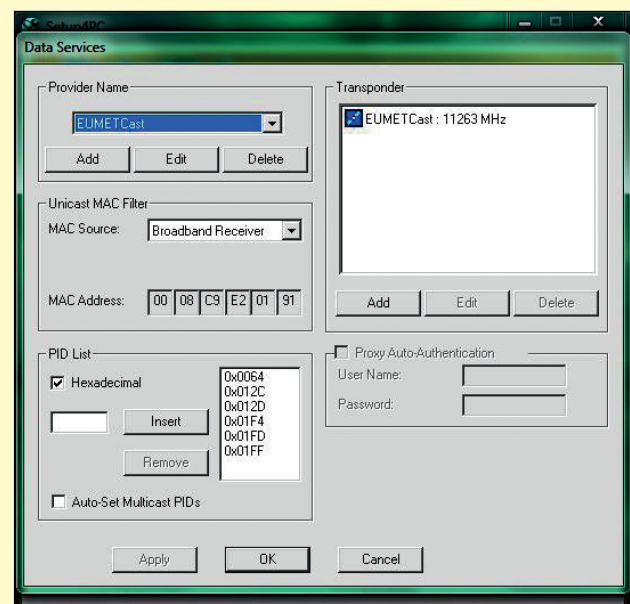 Setup4PC
Data Services
Provider Name
EUMETCast
Add Edit Delete
Unicast MAC Filter
MAC Source: Broadband Receiver
MAC Address: 00 08 C9 E2 01 91
PID List
Hexadecimal
Insert
Remove
0x0064
0x012C
0x012D
0x01F4
0x01FD
0x01FF
Auto-Set Multicast PIDs
Transponder
EUMETCast : 11263 MHz
Add Edit Delete
Proxy Auto-Authentication
User Name:
Password:
Apply OK Cancel